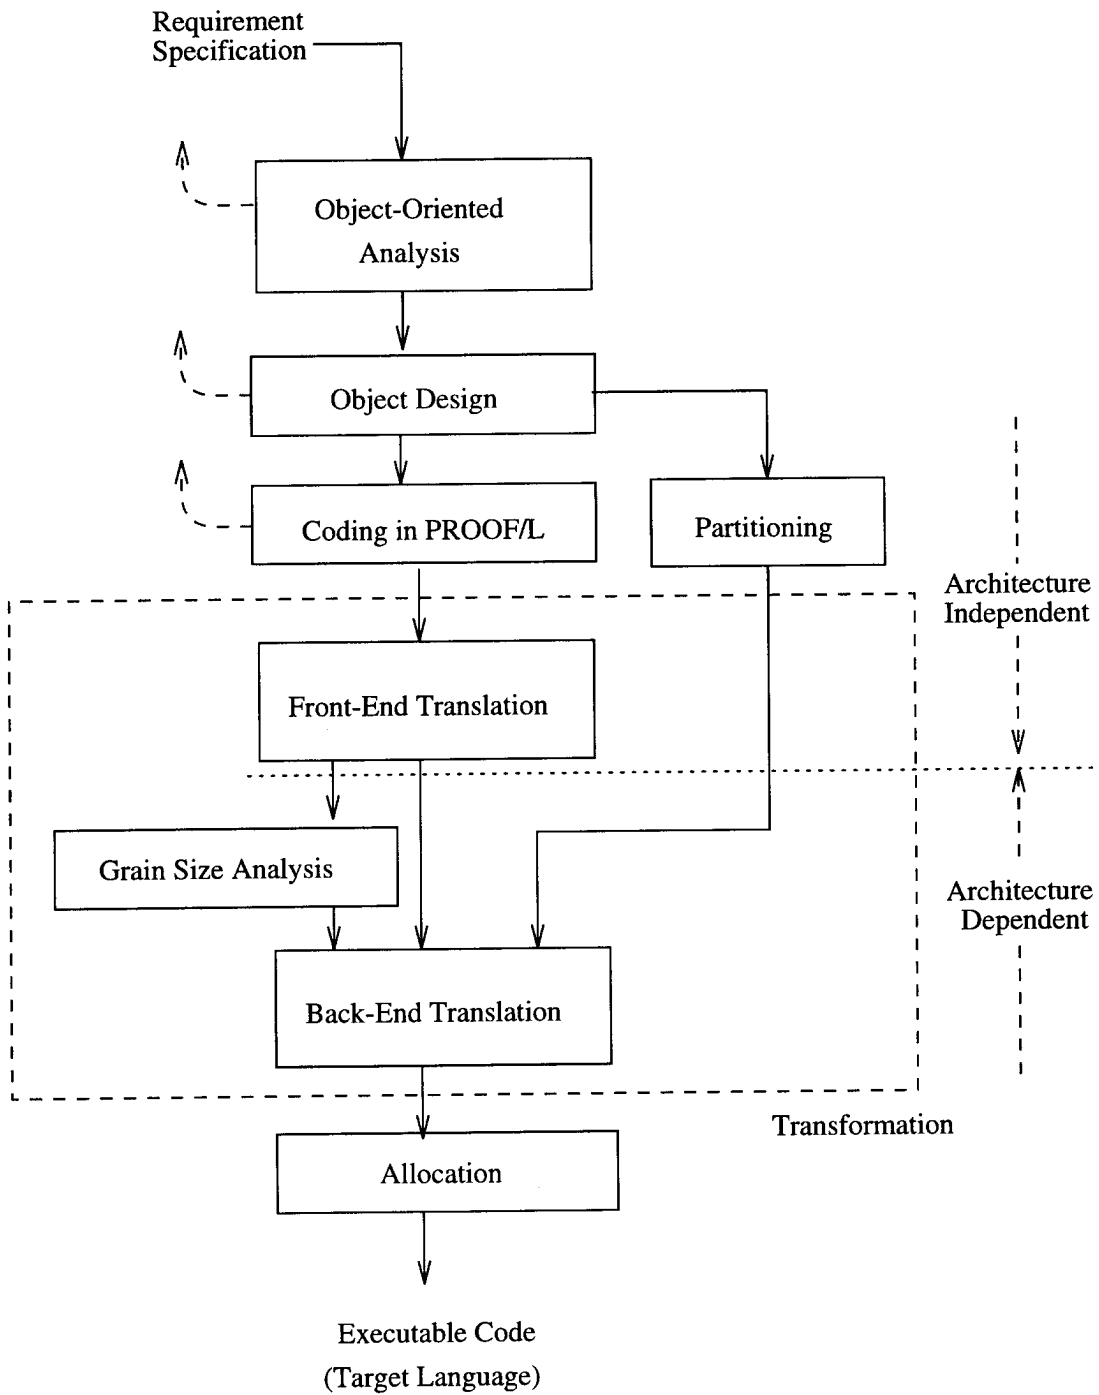 Requirement
Specification
Object-Oriented
Analysis
Object Design
Coding in PROOF/L
Partitioning
Architecture
Independent
Front-End Translation
Grain Size Analysis
Architecture
Dependent
Back-End Translation
Transformation
Allocation
Executable Code
(Target Language)